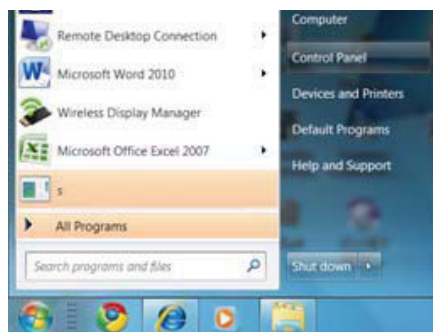 Remote Desktop Connection
Microsoft Word 2010
Wireless Display Manager
Microsoft Office Excel 2007
s
All Programs
Search programs and files
Computer
Control Panel
Devices and Printers
Default Programs
Help and Support
Shut down